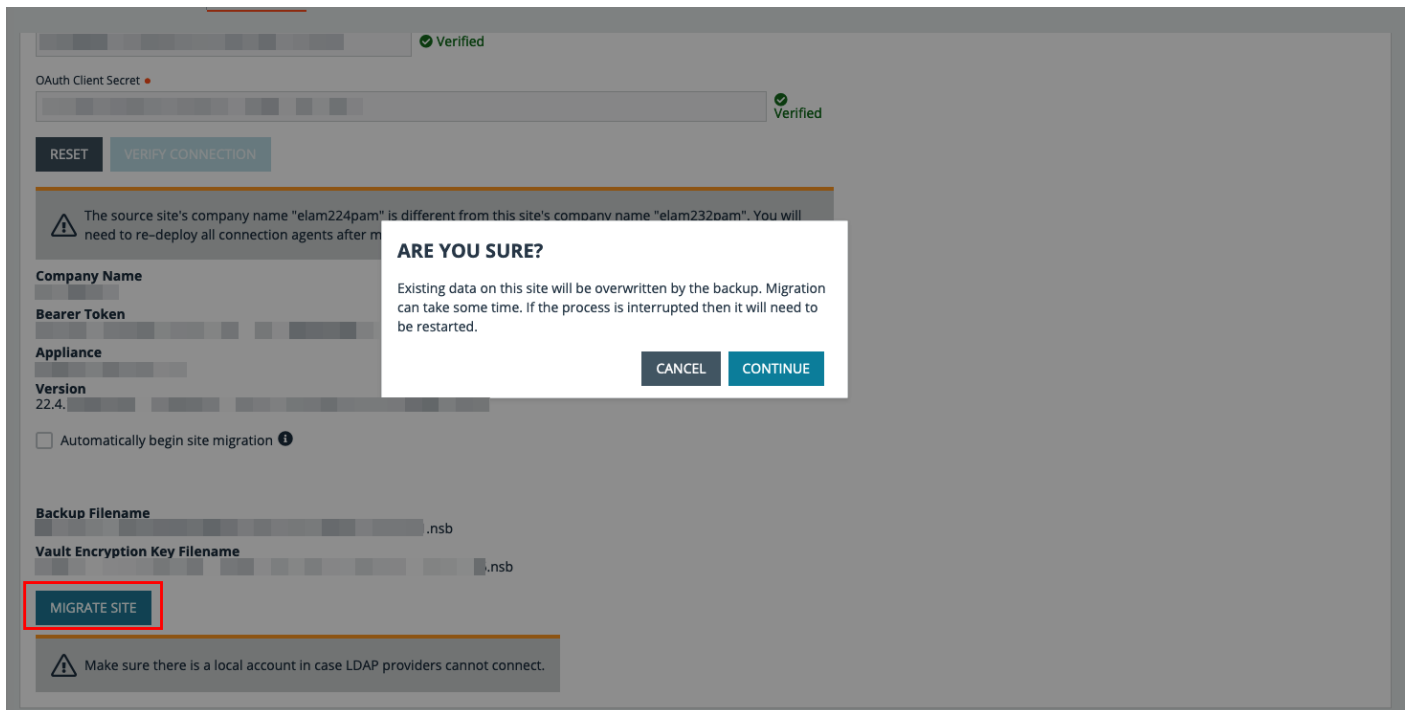 Verified
OAuth Client Secret
Verified
RESET
VERIFY CONNECTION
The source site's company name "elam224pam" is different from this site's company name "elam232pam". You will
need to re–deploy all connection agents after m
ARE YOU SURE?
Existing data on this site will be overwritten by the backup. Migration
can take some time. If the process is interrupted then it will need to
be restarted.
CANCEL
CONTINUE
Company Name
Bearer Token
Appliance
Version
22.4.
Automatically begin site migration
Backup Filename
.nsb
Vault Encryption Key Filename
.nsb
MIGRATE SITE
Make sure there is a local account in case LDAP providers cannot connect.